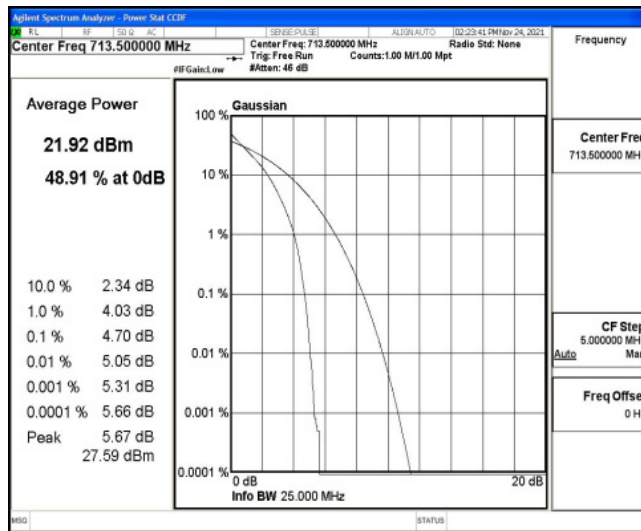 Agilent Spectrum Analyzer - Power Stat CCDF
RL RF 50 Ω AC SENSE:PULSE ALIGN AUTO 02:23:41 PM Nov 24, 2021
Center Freq 713.500000 MHz
Center Freq: 713.500000 MHz Radio Std: None
Trig: Free Run Counts:1.00 M/1.00 Mpt
#IFGain:Low #Atten: 46 dB
Frequency
Average Power
21.92 dBm
48.91 % at 0dB
10.0 % 2.34 dB
1.0 % 4.03 dB
0.1 % 4.70 dB
0.01 % 5.05 dB
0.001 % 5.31 dB
0.0001 % 5.66 dB
Peak 5.67 dB
27.59 dBm
Gaussian
100 %
10 %
1 %
0.1 %
0.01 %
0.001 %
0.0001 %
0 dB 20 dB
Info BW 25.000 MHz
Center Fre
713.500000 MH
CF Step
5.000000 MH
Auto Ma
Freq Offse
0 H
MSG STATUS